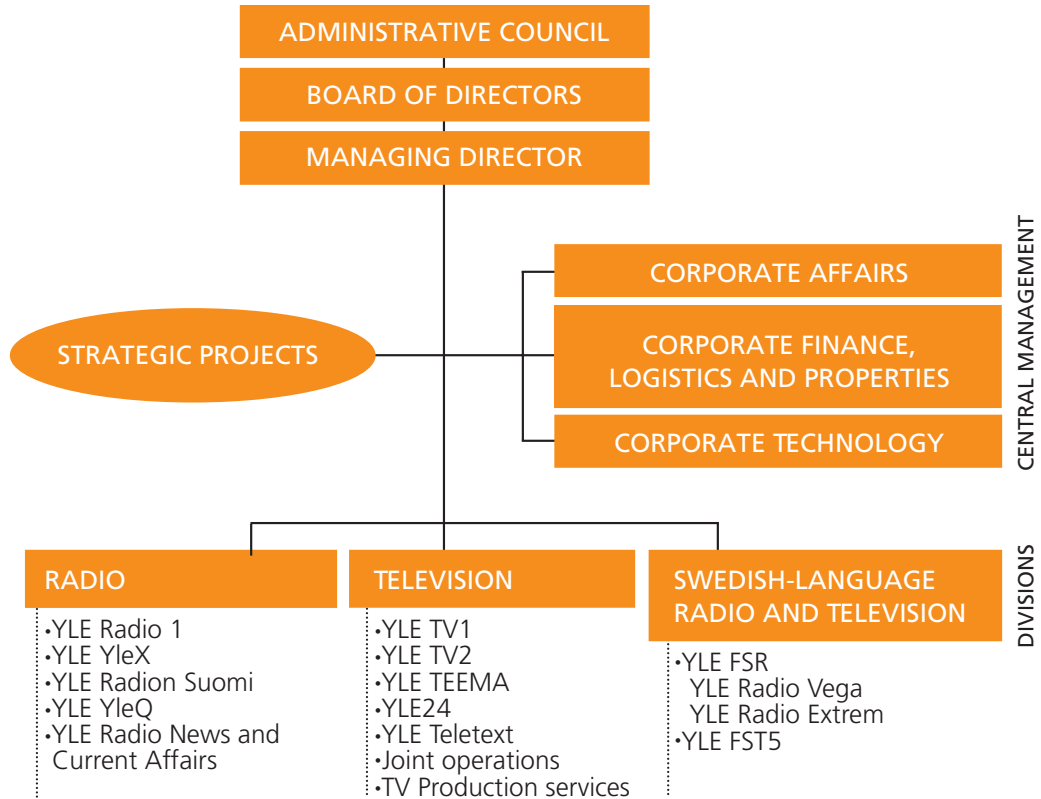 ADMINISTRATIVE COUNCIL
BOARD OF DIRECTORS
MANAGING DIRECTOR
CORPORATE AFFAIRS
STRATEGIC PROJECTS
CORPORATE FINANCE,
LOGISTICS AND PROPERTIES
CORPORATE TECHNOLOGY
CENTRAL MANAGEMENT
RADIO
•YLE Radio 1
•YLE YleX
•YLE Radion Suomi
•YLE YleQ
•YLE Radio News and
Current Affairs
TELEVISION
•YLE TV1
•YLE TV2
•YLE TEEMA
•YLE24
•YLE Teletext
•Joint operations
•TV Production services
SWEDISH-LANGUAGE
RADIO AND TELEVISION
•YLE FSR
YLE Radio Vega
YLE Radio Extrem
•YLE FST5
DIVISIONS